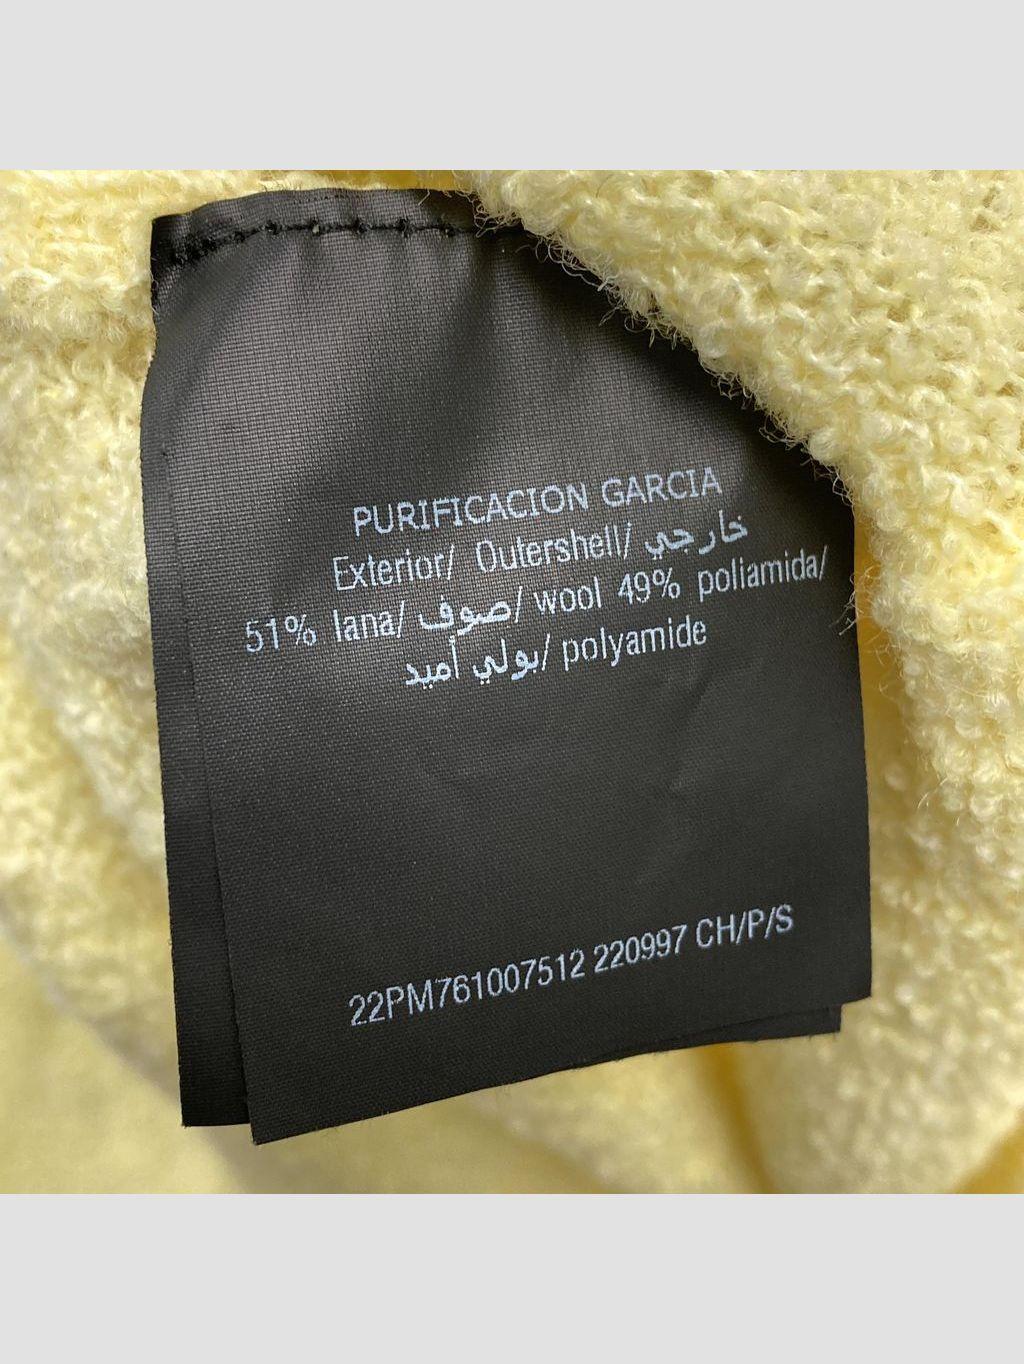 PURIFICACION GARCIA
Exterior/ Outershell/ خارجي
51% lana/ صوف/ wool 49% poliamida/
بولي أميد/ polyamide
22PM761007512 220997 CH/P/S